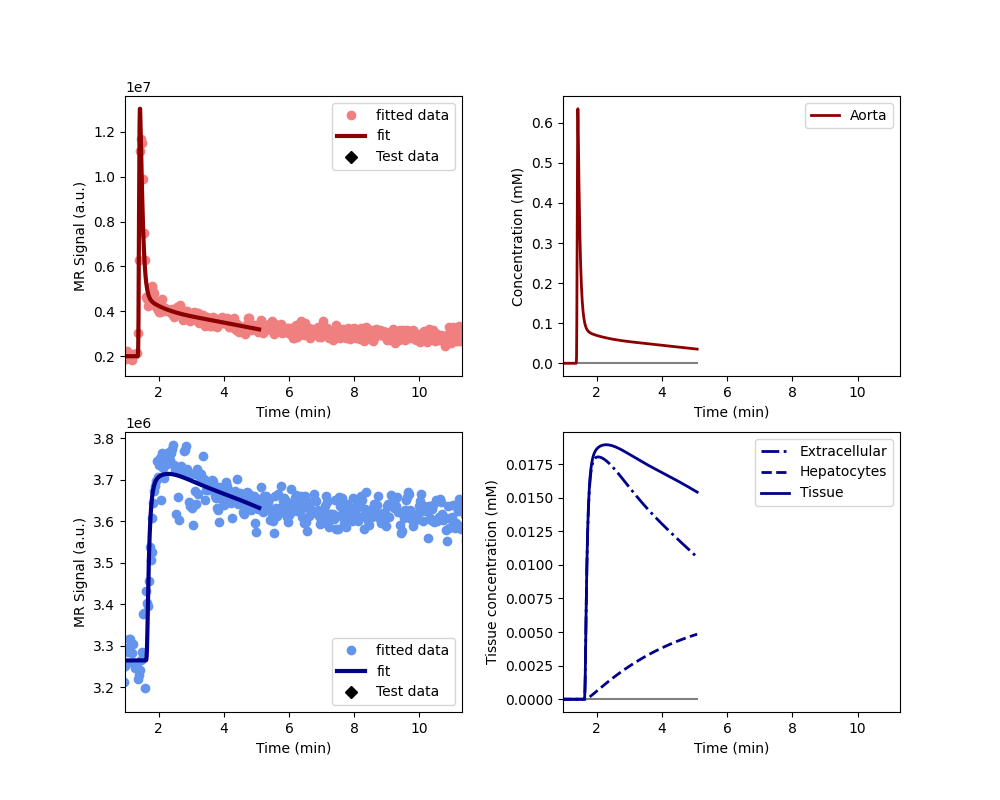 1e7
MR Signal (a.u.)
1.2
1.0
0.8
0.6
0.4
0.2
2 4 6 8 10
Time (min)
fitted data
fit
Test data
Concentration (mM)
0.6
0.5
0.4
0.3
0.2
0.1
0.0
2 4 6 8 10
Time (min)
Aorta
1e6
MR Signal (a.u.)
3.8
3.7
3.6
3.5
3.4
3.3
3.2
2 4 6 8 10
Time (min)
fitted data
fit
Test data
Tissue concentration (mM)
0.0175
0.0150
0.0125
0.0100
0.0075
0.0050
0.0025
0.0000
2 4 6 8 10
Time (min)
Extracellular
Hepatocytes
Tissue